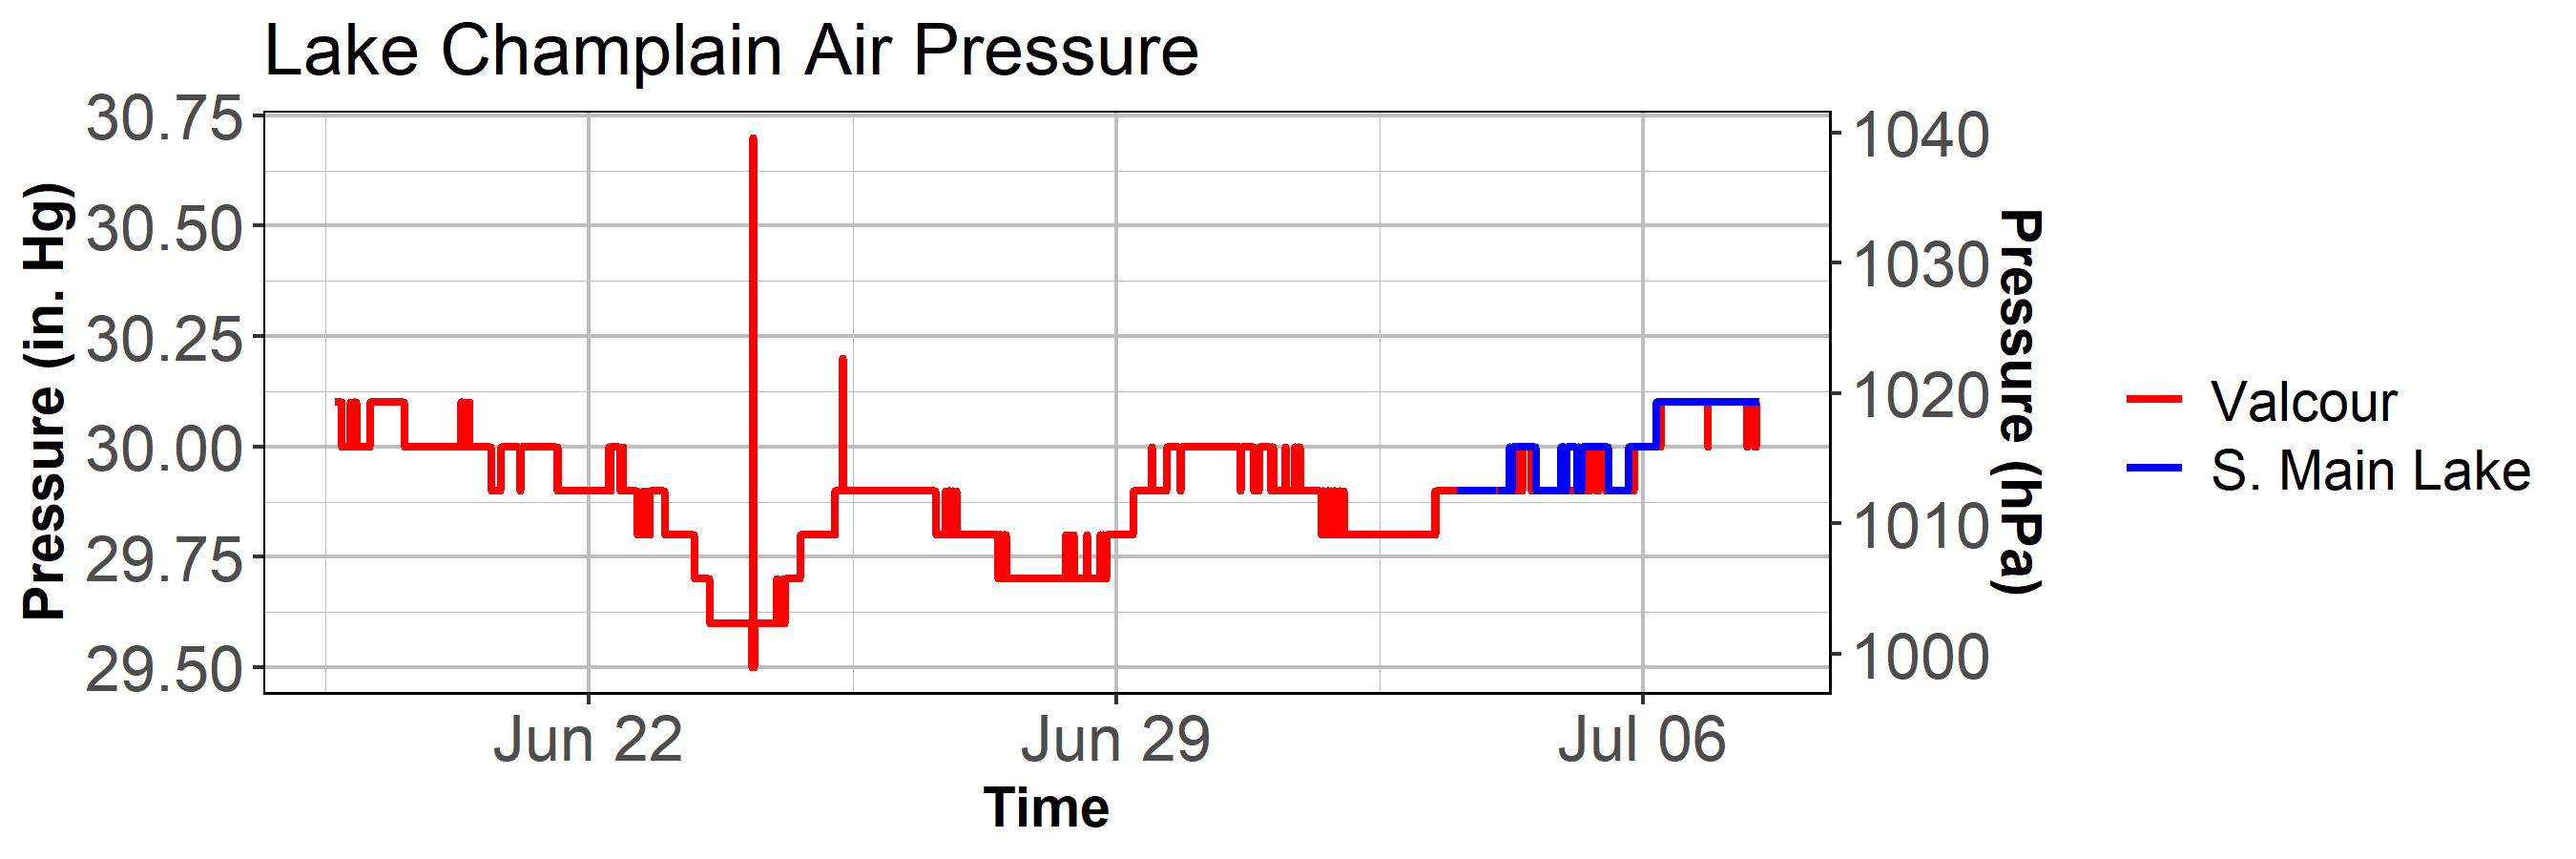 Lake Champlain Air Pressure
Pressure (in. Hg)
30.75
30.50
30.25
30.00
29.75
29.50
1040
1030
1020
1010
1000
Pressure (hPa)
Jun 22
Jun 29
Jul 06
Time
Valcour
S. Main Lake